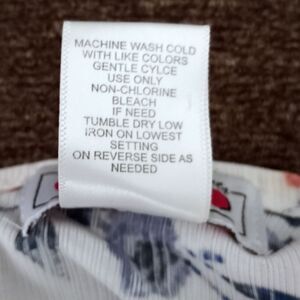 MACHINE WASH COLD
WITH LIKE COLORS
GENTLE CYLCE
USE ONLY
NON-CHLORINE
BLEACH
IF NEED
TUMBLE DRY LOW
IRON ON LOWEST
SETTING
ON REVERSE SIDE AS
NEEDED